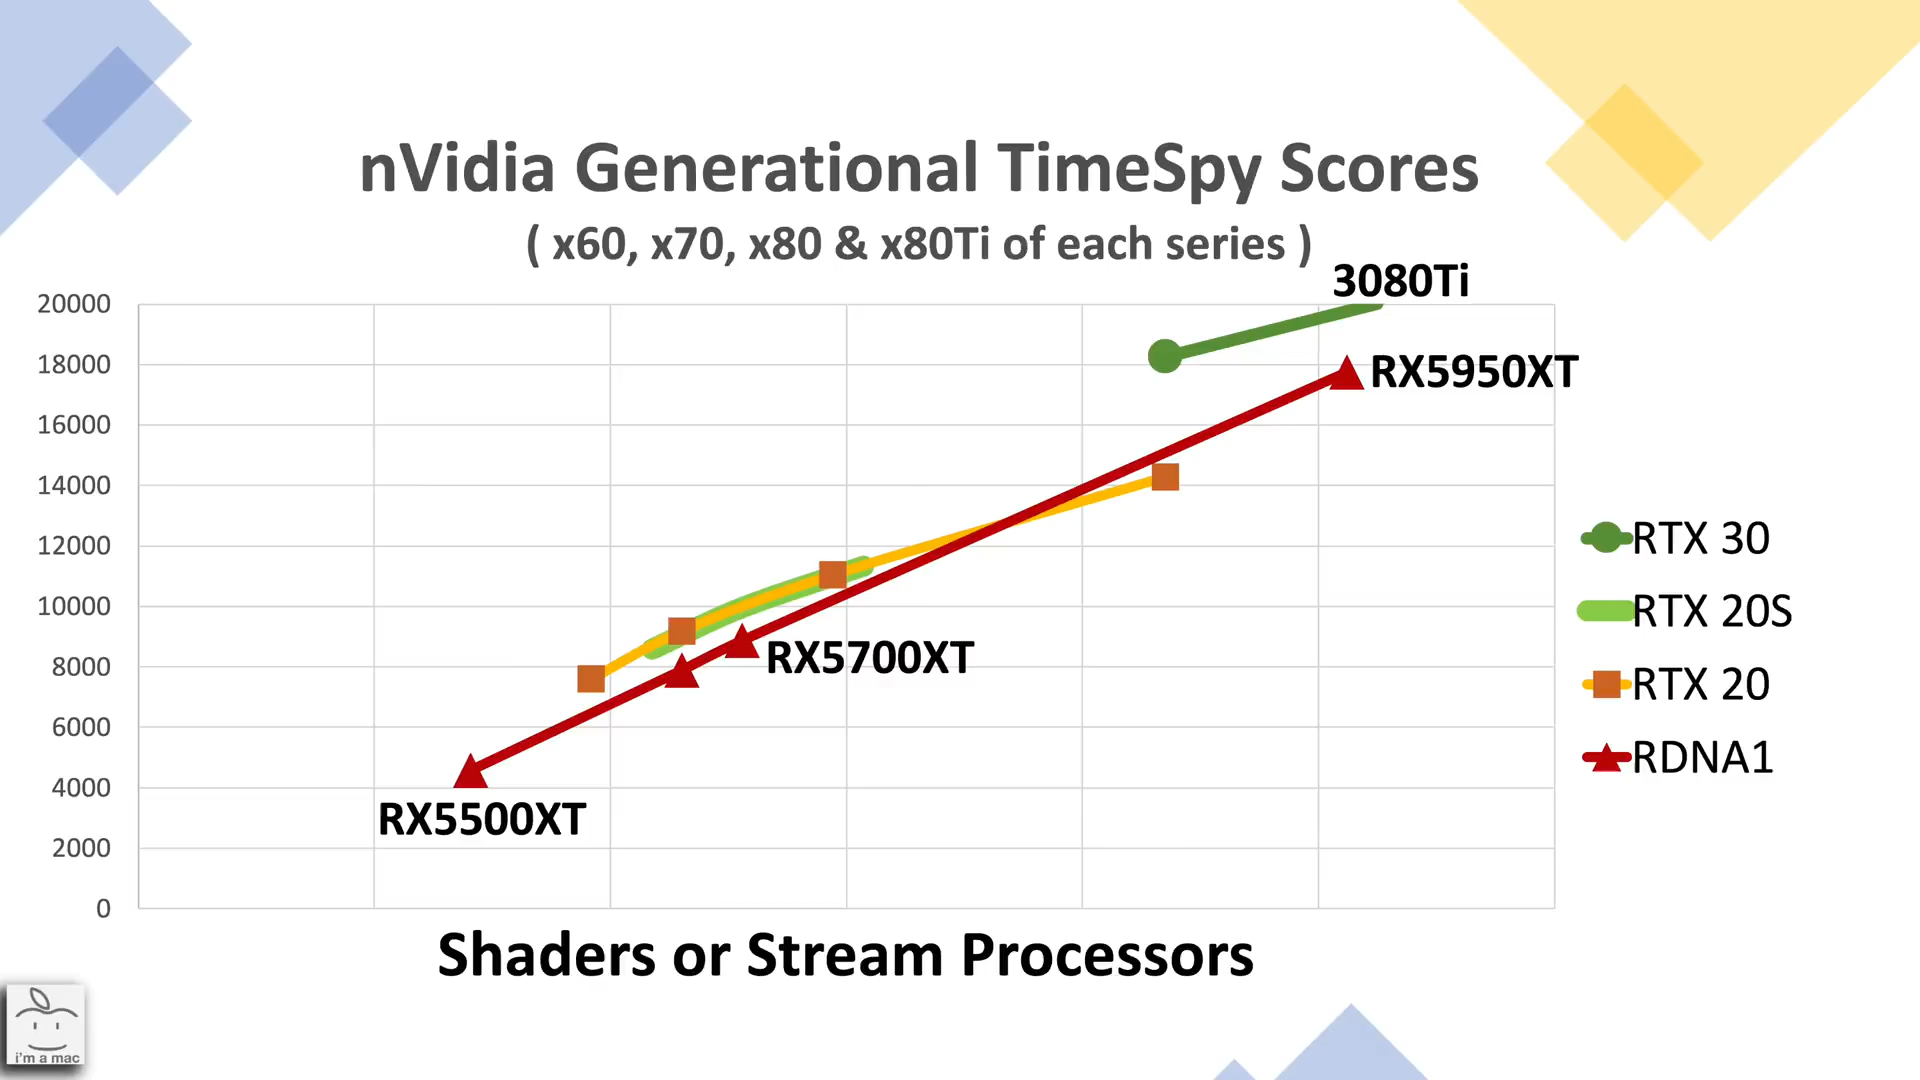 nVidia Generational TimeSpy Scores
( x60, x70, x80 & x80Ti of each series )
3080Ti
20000
18000
RX5950XT
16000
14000
12000
RTX 30
10000
RTX 20S
8000
RX5700XT
RTX 20
6000
RDNA1
4000
RX5500XT
2000
0
Shaders or Stream Processors
i'm a mac